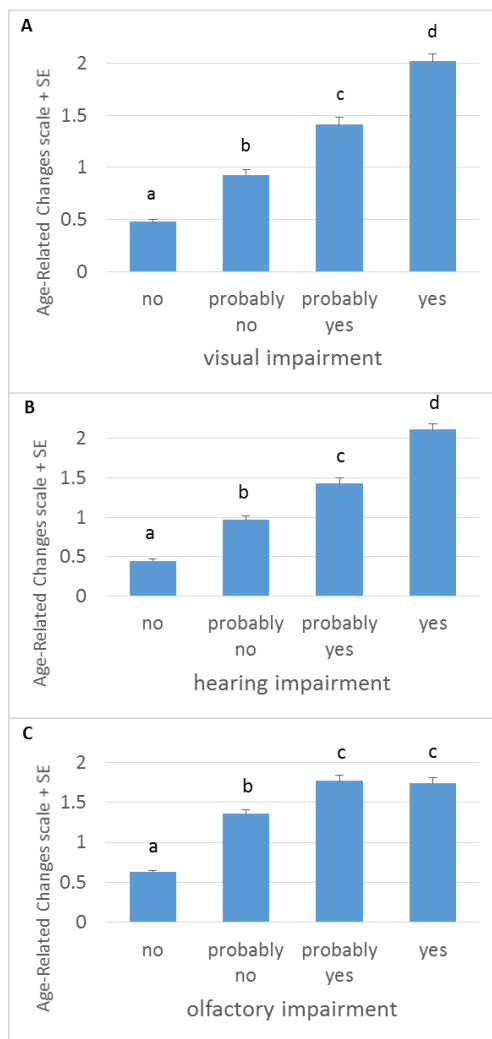 A
Age-Related Changes scale + SE
2
1.5
1
0.5
0
a
b
c
d
no
probably
no
probably
yes
yes
visual impairment
B
Age-Related Changes scale + SE
2
1.5
1
0.5
0
a
b
c
d
no
probably
no
probably
yes
yes
hearing impairment
C
Age-Related Changes scale + SE
2
1.5
1
0.5
0
a
b
c
c
no
probably
no
probably
yes
yes
olfactory impairment